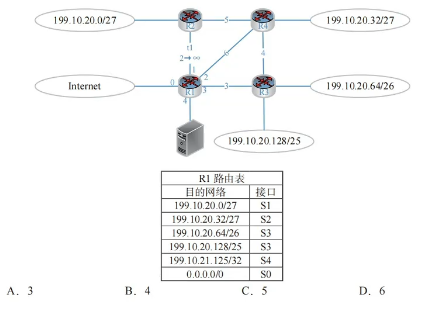 199.10.20.0/27
R2
5
R4
199.10.20.32/27
t1
2→∞
6
4
Internet
0
1
2
R1
3
3
R3
199.10.20.64/26
4
199.10.20.128/25
R1 路由表
目的网络 接口
199.10.20.0/27 S1
199.10.20.32/27 S2
199.10.20.64/26 S3
199.10.20.128/25 S3
199.10.21.125/32 S4
0.0.0.0/0 S0
A. 3 B. 4 C. 5 D. 6